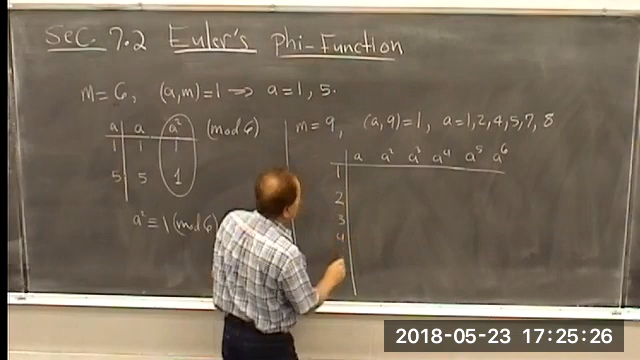 Sec. 7.2 Euler's phi-Function
m=6, (a,m)=1 ⇒ a=1, 5.
a a a² (mod 6)
1 1 1
5 5 1
a² ≡ 1 (mod 6)
m=9, (a,9)=1, a=1,2,4,5,7,8
a a² a³ a⁴ a⁵ a⁶
1
2
3
4
2018-05-23 17:25:26